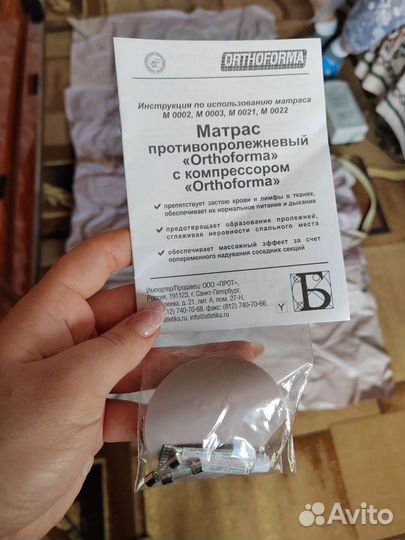 ORTHOFORMA
Инструкция по использованию матраса
М 0002, М 0003, М 0021, М 0022
Матрас
противопролежневый
«Orthoforma»
с компрессором
«Orthoforma»
✓ препятствует застою крови и лимфы в тканях,
обеспечивает их нормальное питание и дыхание
✓ предотвращает образование пролежней,
сглаживая неровности спального места
✓ обеспечивает массажный эффект за счет
попеременного надувания соседних секций
Импортер/Продавец: ООО "ПРОТ",
Россия, 191123, г. Санкт-Петербург,
д. 21, лит. А, пом. 27-Н,
(812) 740-70-68, факс: (812) 740-70-66,
info@atletika.ru
Y
Б
Avito